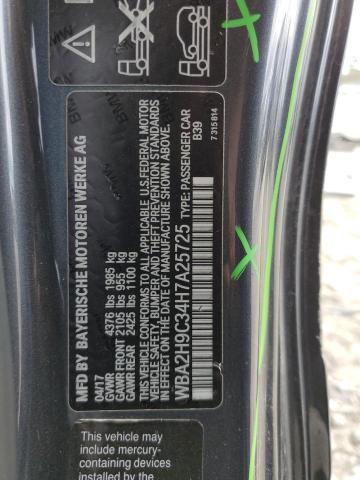 MFD BY BAYERISCHE MOTOREN WERKE AG
04/17
GVWR 4376 lbs 1985 kg
GAWR FRONT 2105 lbs 955 kg
GAWR REAR 2425 lbs 1100 kg
THIS VEHICLE CONFORMS TO ALL APPLICABLE U.S. FEDERAL MOTOR
VEHICLE SAFETY, BUMPER AND THEFT PREVENTION STANDARDS
IN EFFECT ON THE DATE OF MANUFACTURE SHOWN ABOVE.
WBA2H9C34H7A25725 TYPE: PASSENGER CAR
B39
7 315 814
This vehicle may
include mercury-
containing devices
installed by the